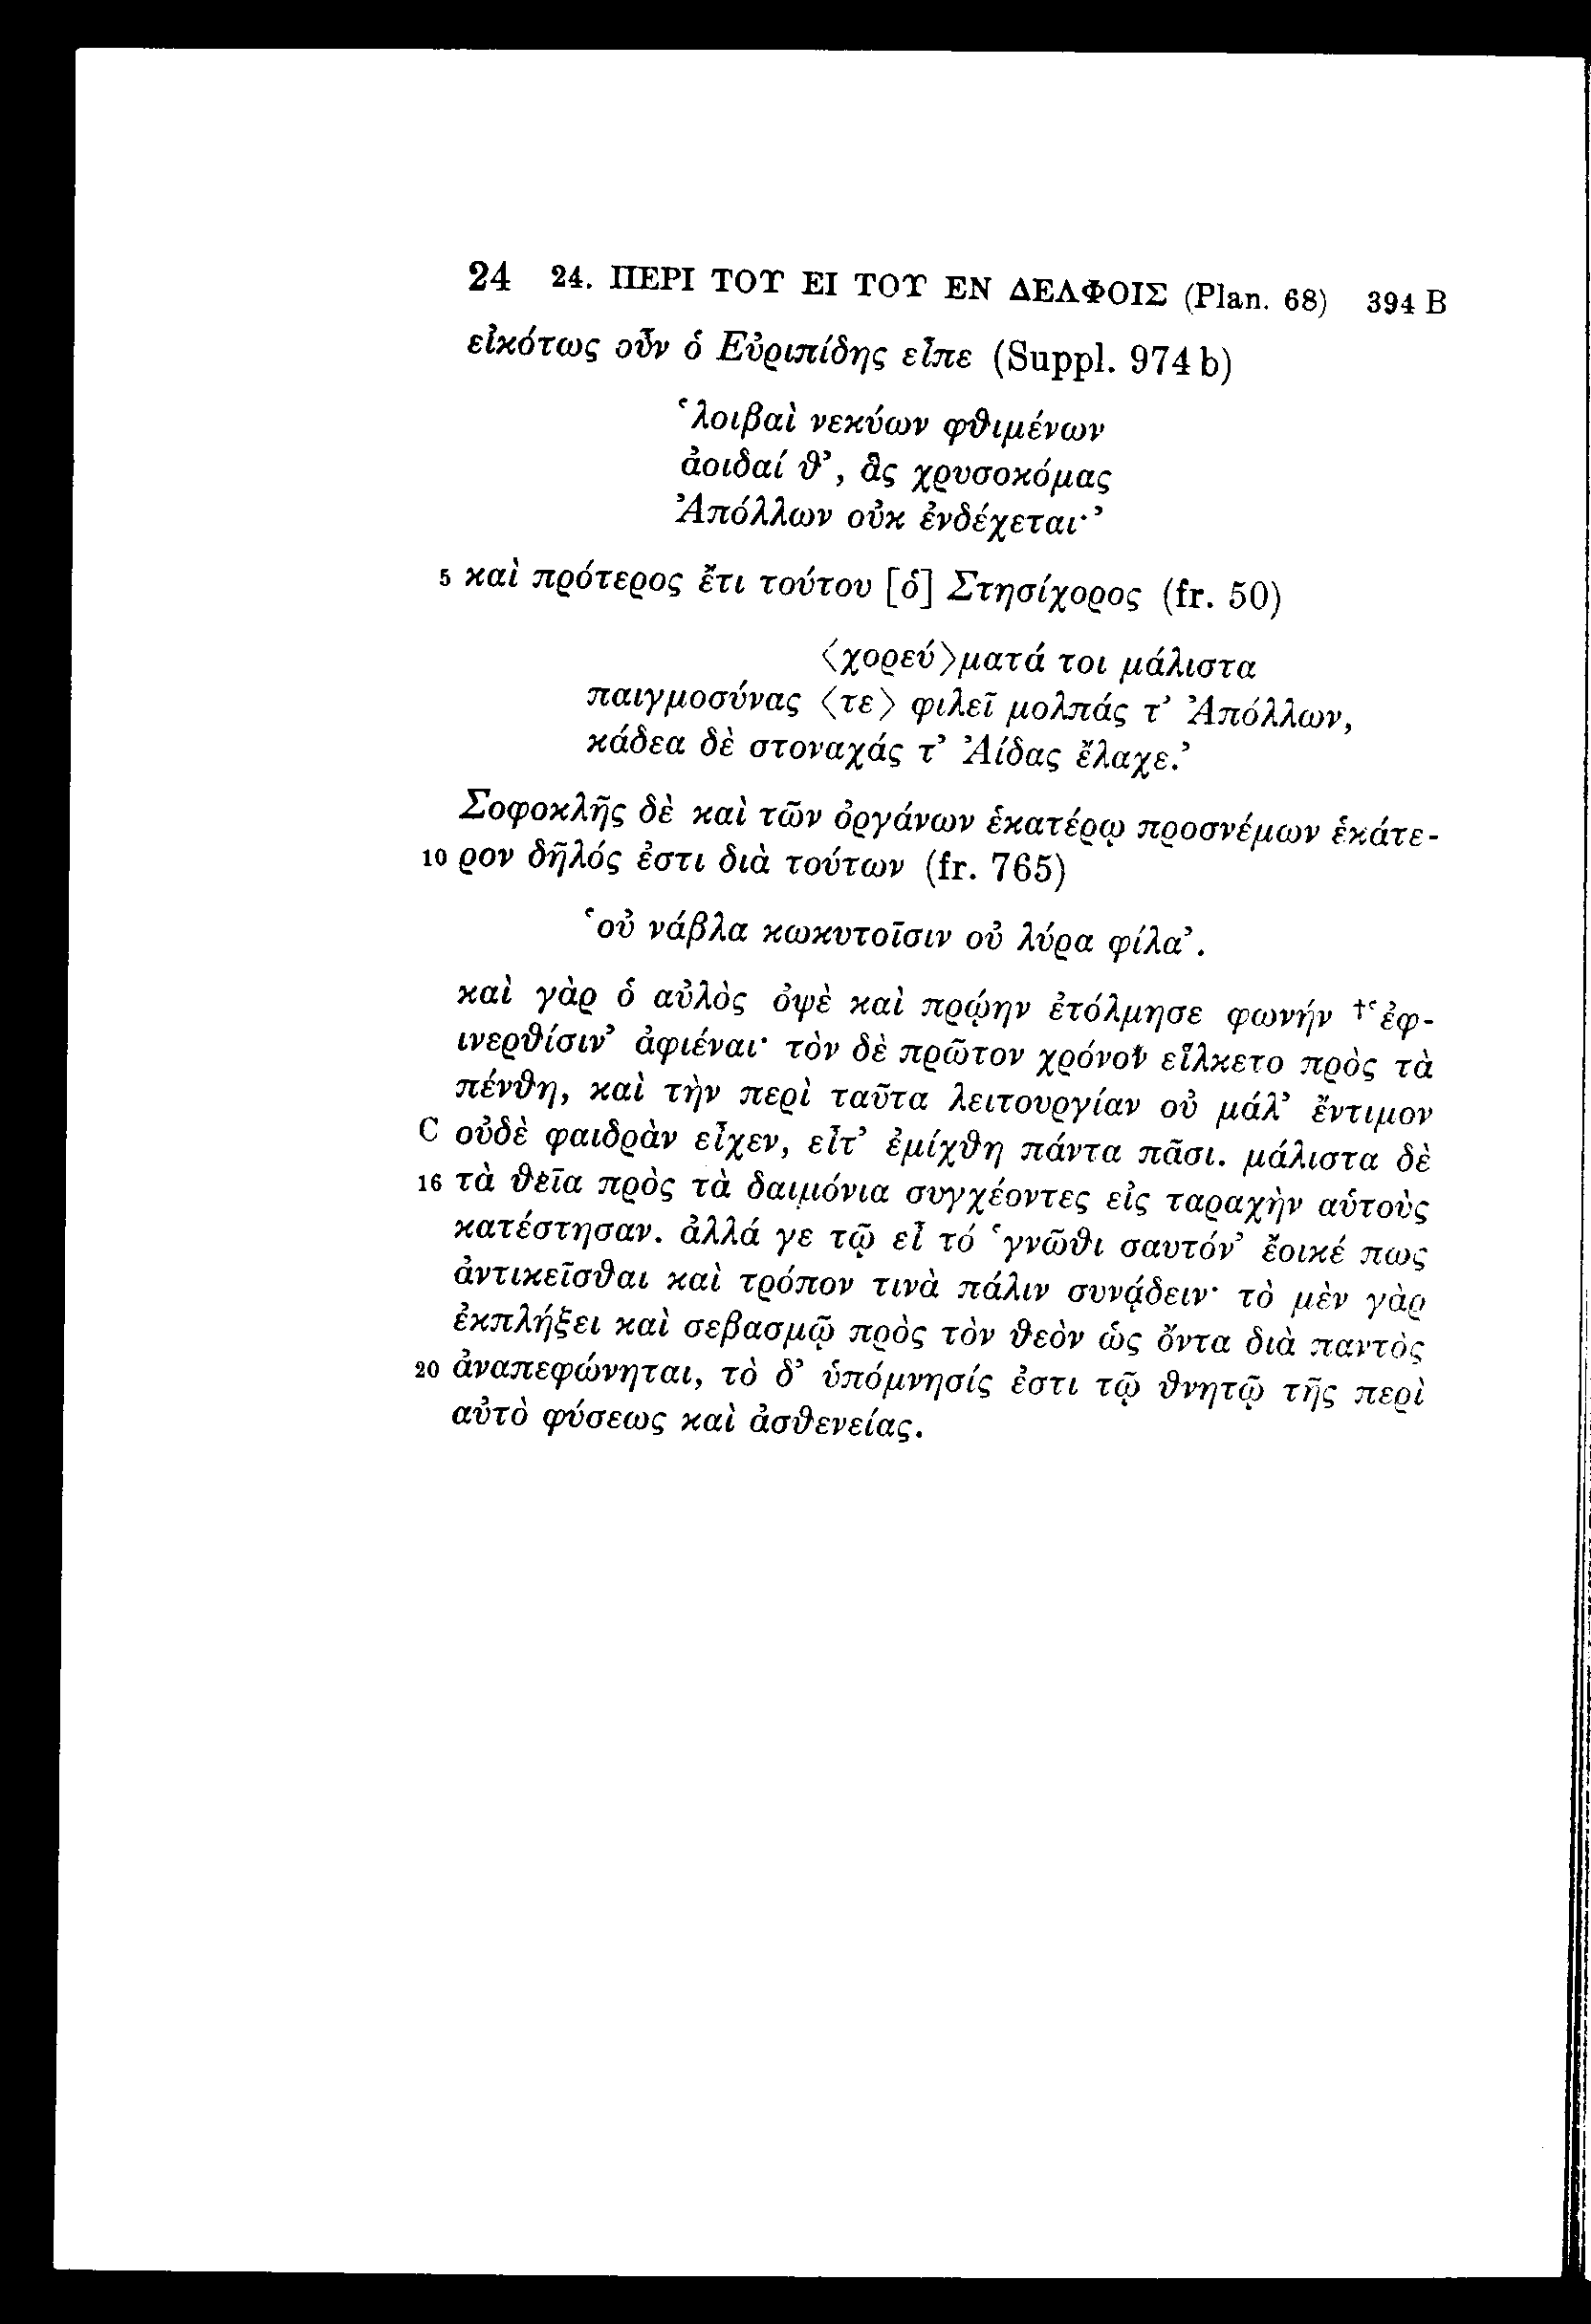 24 24. ΠΕΡΙ ΤΟΥ ΕΙ ΤΟΥ ΕΝ ΔΕΛΦΟΙΣ (Plan. 68) 394 B
εἰκότως οὖν ὁ Εὐριπίδης εἶπε (Suppl. 974 b)
‘λοιβαὶ νεκύων φθιμένων
ἀοιδαί θ’, ἃς χρυσοκόμας
Ἀπόλλων οὐκ ἐνδέχεται·’
5 καὶ πρότερος ἔτι τούτου [ὁ] Στησίχορος (fr. 50)
⟨χορεύ⟩ματά τοι μάλιστα
παιγμοσύνας ⟨τε⟩ φιλεῖ μολπάς τ’ Ἀπόλλων,
κάδεα δὲ στοναχάς τ’ Ἀίδας ἔλαχε.’
Σοφοκλῆς δὲ καὶ τῶν ὀργάνων ἑκατέρῳ προσνέμων ἑκάτε-
10 ρον δῆλός ἐστι διὰ τούτων (fr. 765)
‘οὐ νάβλα κωκυτοῖσιν οὐ λύρα φίλα’.
καὶ γὰρ ὁ αὐλὸς ὀψὲ καὶ πρῴην ἐτόλμησε φωνήν †‘ἐφ-
ινερθίσιν’ ἀφιέναι· τὸν δὲ πρῶτον χρόνον εἵλκετο πρὸς τὰ
πένθη, καὶ τὴν περὶ ταῦτα λειτουργίαν οὐ μάλ’ ἔντιμον
C οὐδὲ φαιδρὰν εἶχεν, εἶτ’ ἐμίχθη πάντα πᾶσι. μάλιστα δὲ
16 τὰ θεῖα πρὸς τὰ δαιμόνια συγχέοντες εἰς ταραχὴν αὑτοὺς
κατέστησαν. ἀλλά γε τῷ εἶ τό ‘γνῶθι σαυτόν’ ἔοικέ πως
ἀντικεῖσθαι καὶ τρόπον τινὰ πάλιν συνᾴδειν· τὸ μὲν γὰρ
ἐκπλήξει καὶ σεβασμῷ πρὸς τὸν θεὸν ὡς ὄντα διὰ παντὸς
20 ἀναπεφώνηται, τὸ δ’ ὑπόμνησίς ἐστι τῷ θνητῷ τῆς περὶ
αὐτὸ φύσεως καὶ ἀσθενείας.